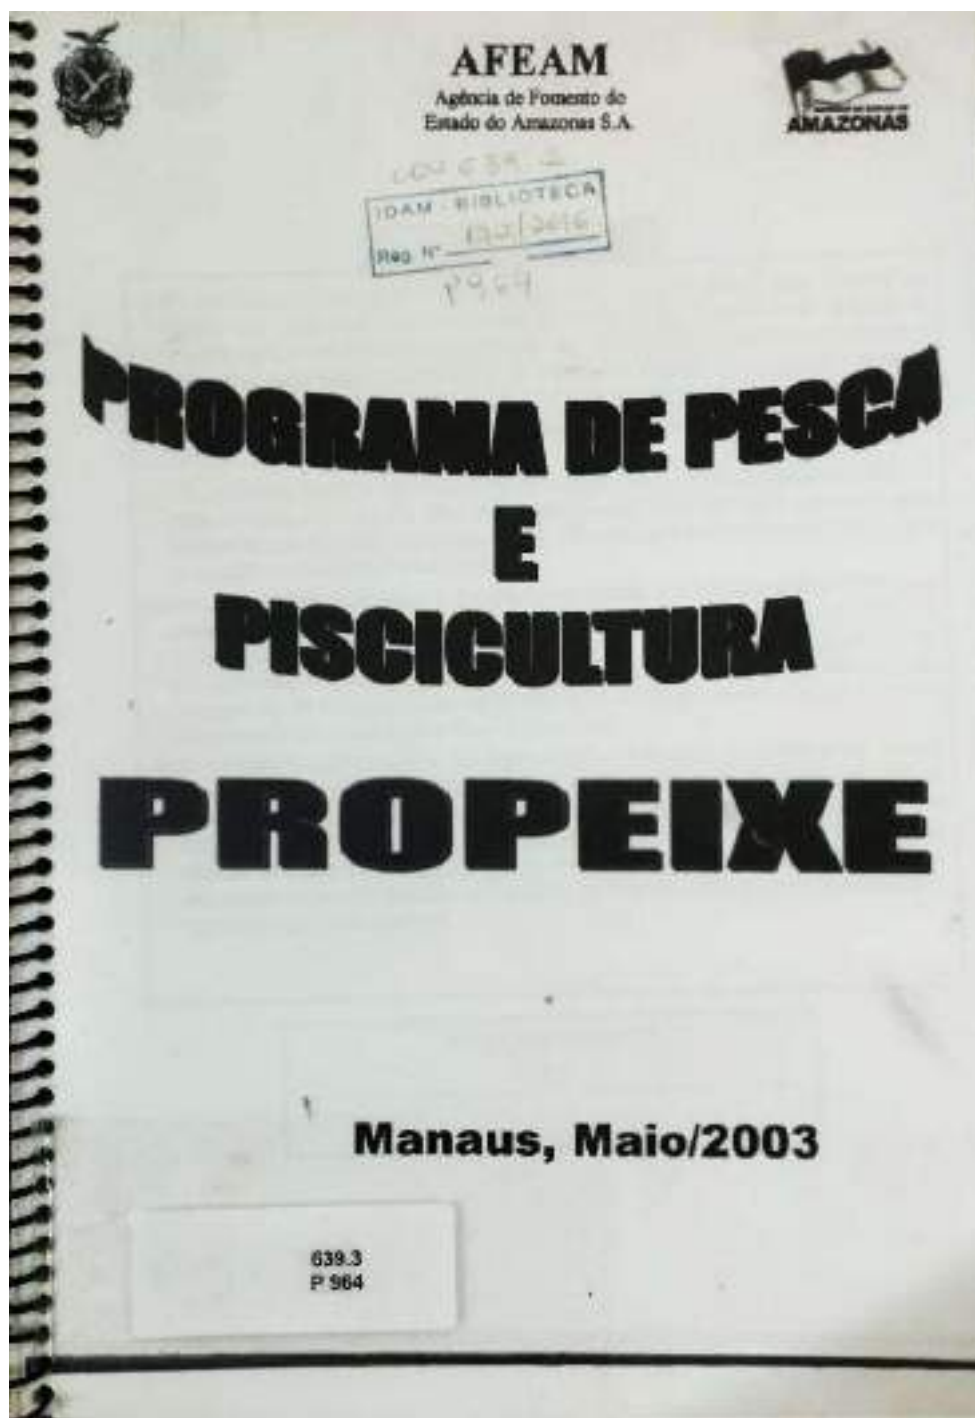 AFEAM
Agência de Fomento do
Estado do Amazonas S.A.
AMAZONAS
IDAM - BIBLIOTECA
Reg. Nº
P964
PROGRAMA DE PESCA
E
PISCICULTURA
PROPEIXE
Manaus, Maio/2003
639.3
P 964